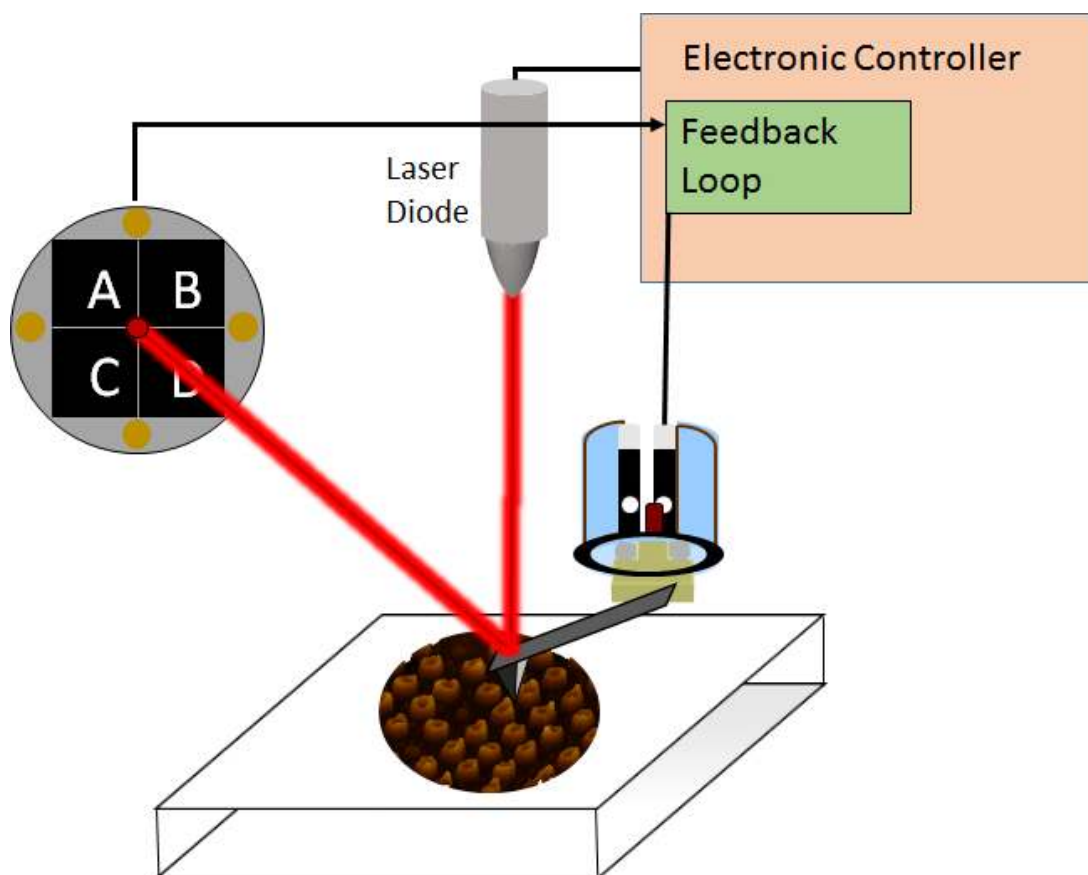 Electronic Controller
Feedback
Loop
Laser
Diode
A B
C D